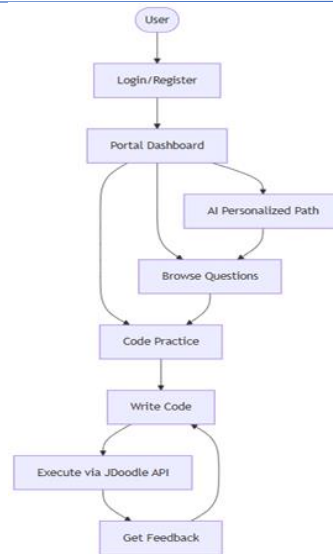 User
Login/Register
Portal Dashboard
AI Personalized Path
Browse Questions
Code Practice
Write Code
Execute via JDoodle API
Get Feedback